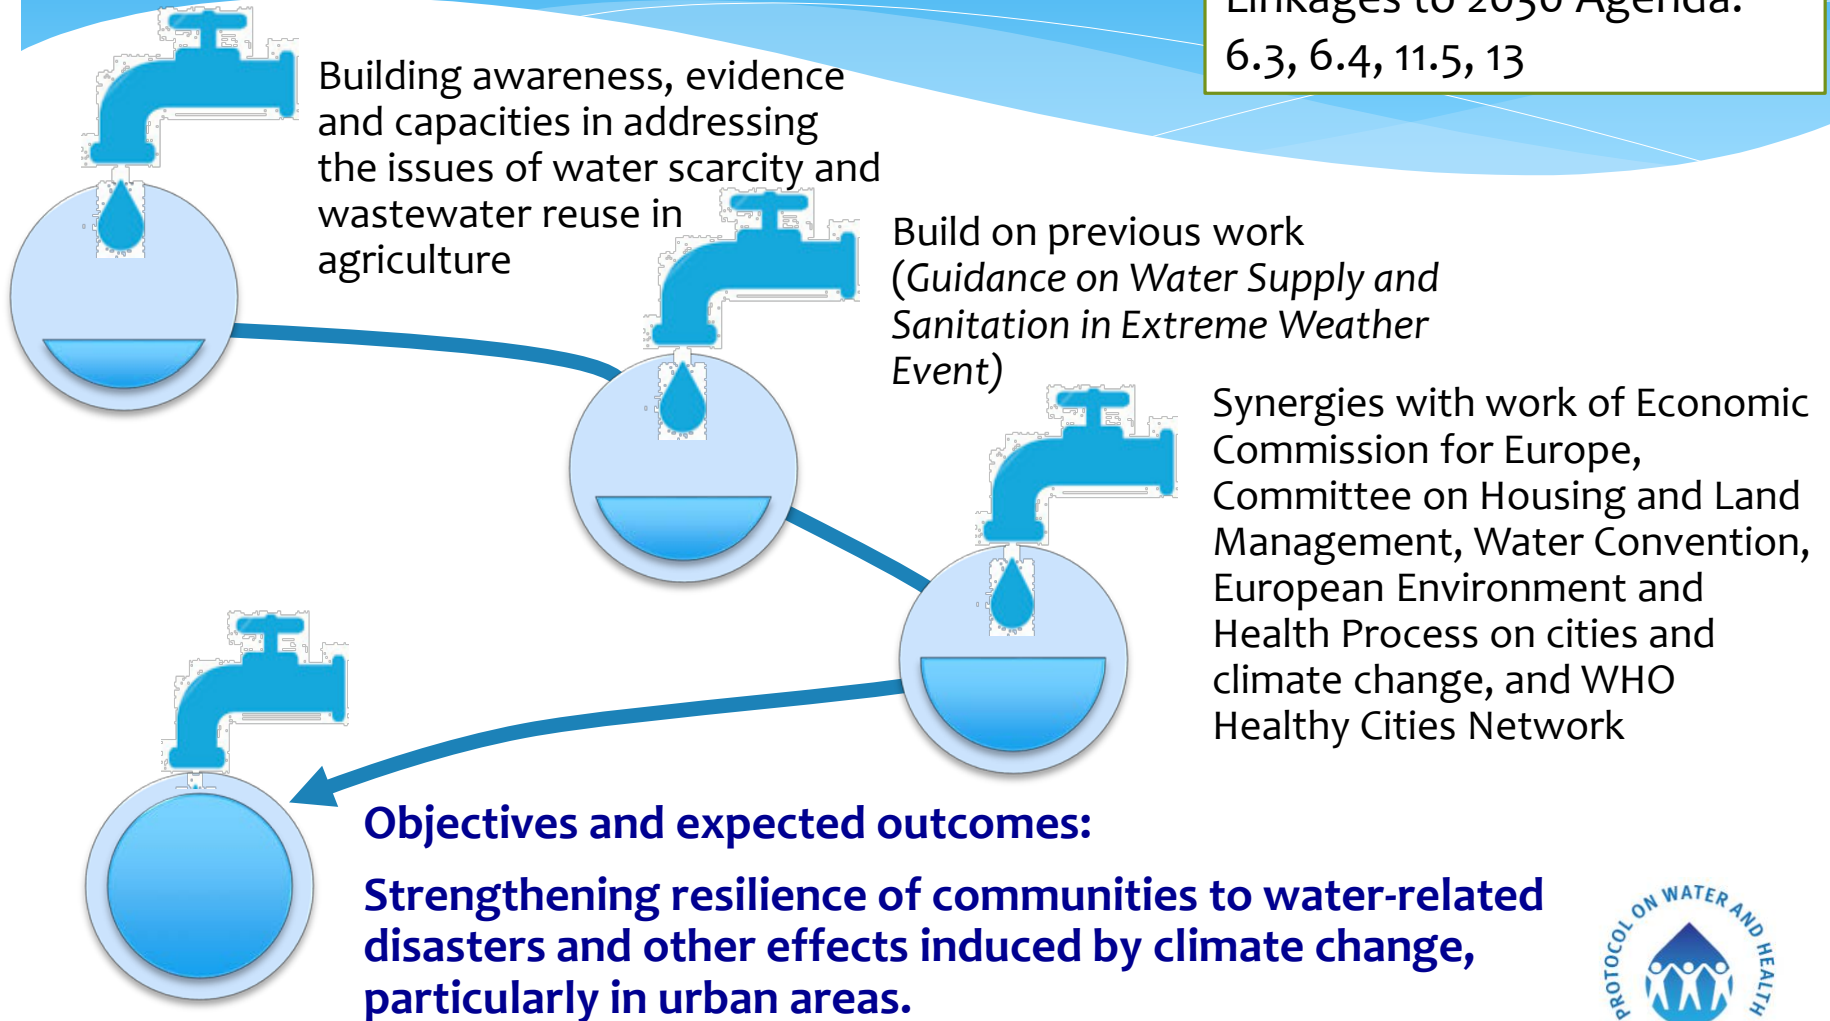 Linkages to 2030 Agenda:
6.3, 6.4, 11.5, 13
Building awareness, evidence
and capacities in addressing
the issues of water scarcity and
wastewater reuse in
agriculture
Build on previous work
(Guidance on Water Supply and
Sanitation in Extreme Weather
Event)
Synergies with work of Economic
Commission for Europe,
Committee on Housing and Land
Management, Water Convention,
European Environment and
Health Process on cities and
climate change, and WHO
Healthy Cities Network
Objectives and expected outcomes:
Strengthening resilience of communities to water-related
disasters and other effects induced by climate change,
particularly in urban areas.
PROTOCOL ON WATER AND HEALTH